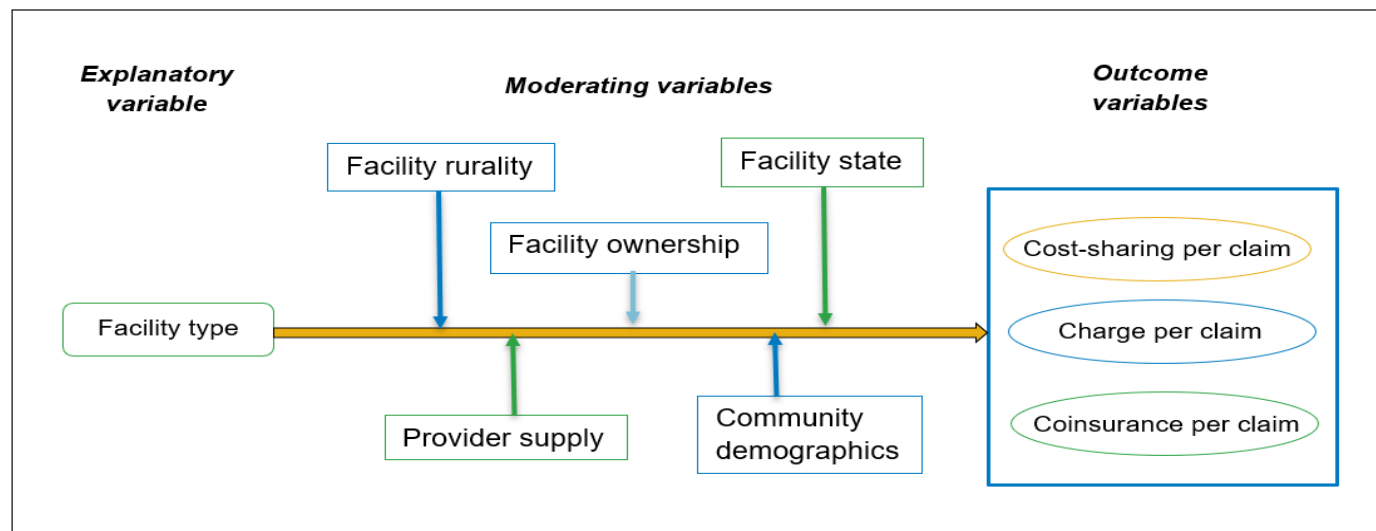 Explanatory
variable
Moderating variables
Outcome
variables
Facility rurality
Facility state
Facility ownership
Facility type
Provider supply
Community
demographics
Cost-sharing per claim
Charge per claim
Coinsurance per claim